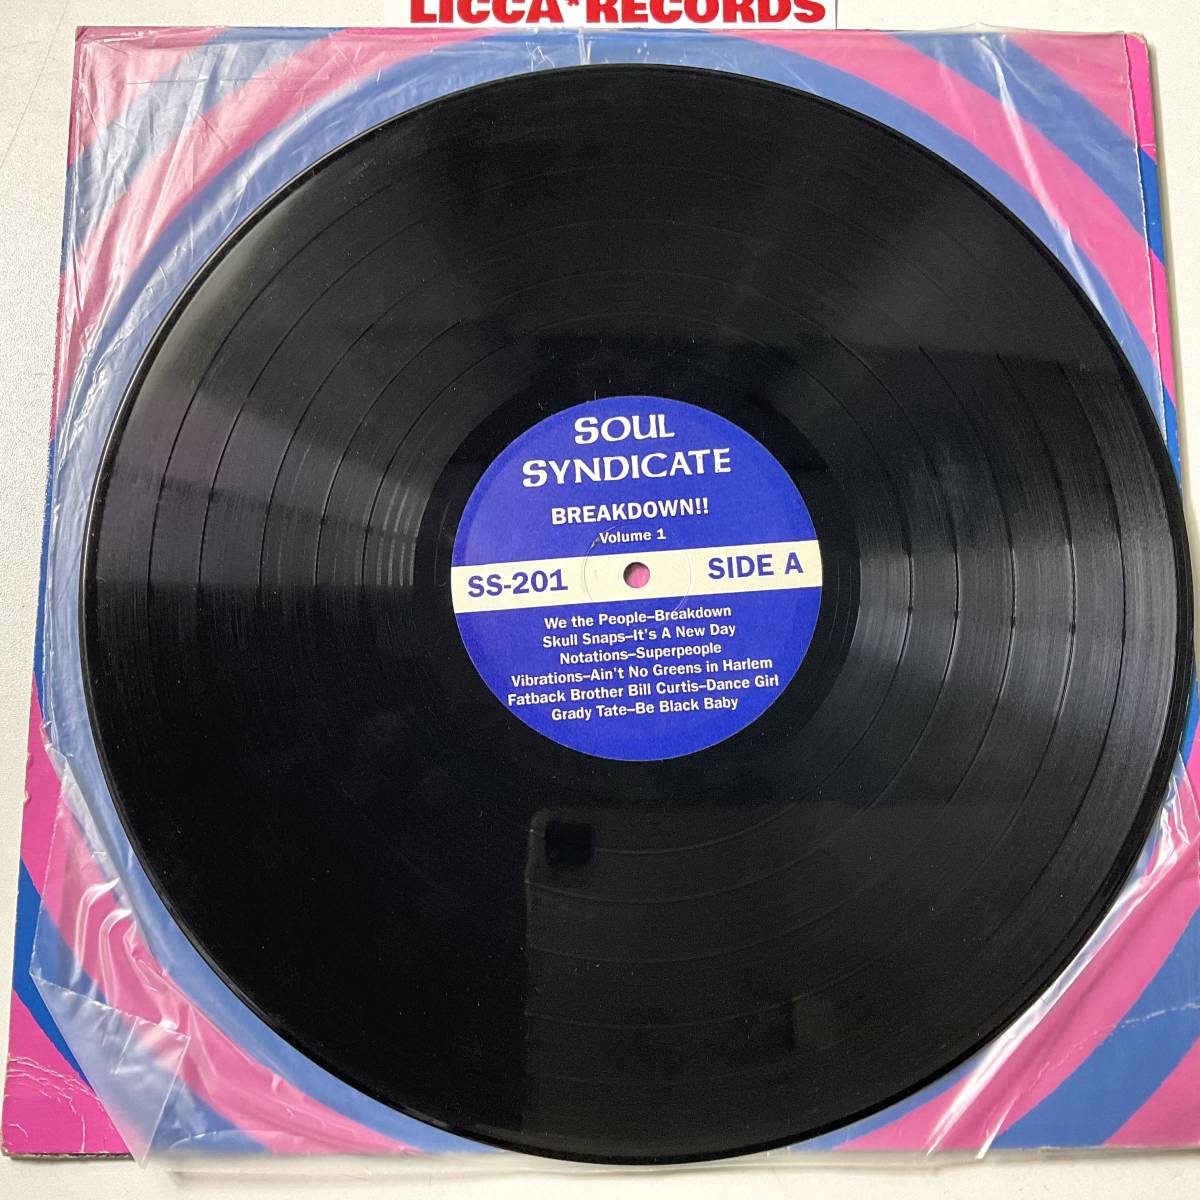 LICCA*RECORDS
SOUL
SYNDICATE
BREAKDOWN!!
Volume 1
SS-201 SIDE A
We the People–Breakdown
Skull Snaps–It's A New Day
Notations–Superpeople
Vibrations–Ain't No Greens in Harlem
Fatback Brother Bill Curtis–Dance Girl
Grady Tate–Be Black Baby